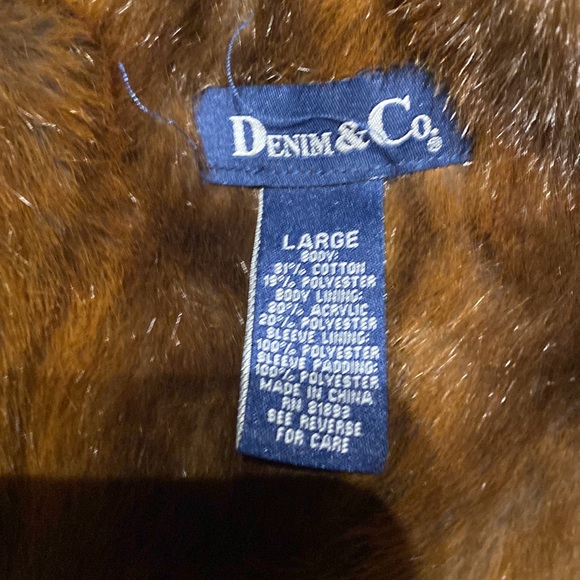 DENIM & CO.®
LARGE
BODY:
81% COTTON
19% POLYESTER
BODY LINING:
80% ACRYLIC
20% POLYESTER
SLEEVE LINING:
100% POLYESTER
SLEEVE PADDING:
100% POLYESTER
MADE IN CHINA
RN 81893
SEE REVERSE
FOR CARE